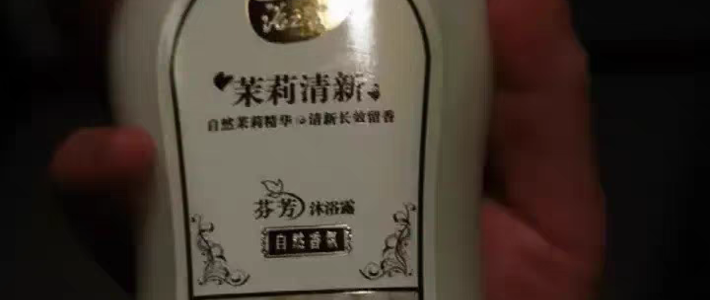 茉莉清新
自然茉莉精华 清新长效留香
芬芳 沐浴露
自然香氛